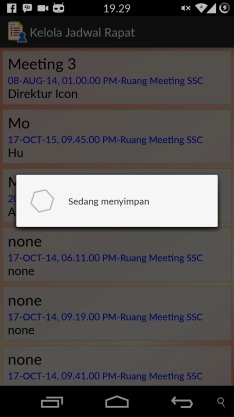 19.29
Kelola Jadwal Rapat
Meeting 3
08-AUG-14, 01.00.00 PM-Ruang Meeting SSC
Direktur Icon
Mo
17-OCT-15, 09.45.00 PM-Ruang Meeting SSC
Hu
Sedang menyimpan
none
17-OCT-14, 06.11.00 PM-Ruang Meeting SSC
none
none
17-OCT-14, 09.19.00 PM-Ruang Meeting SSC
none
none
17-OCT-14, 09.41.00 PM-Ruang Meeting SSC